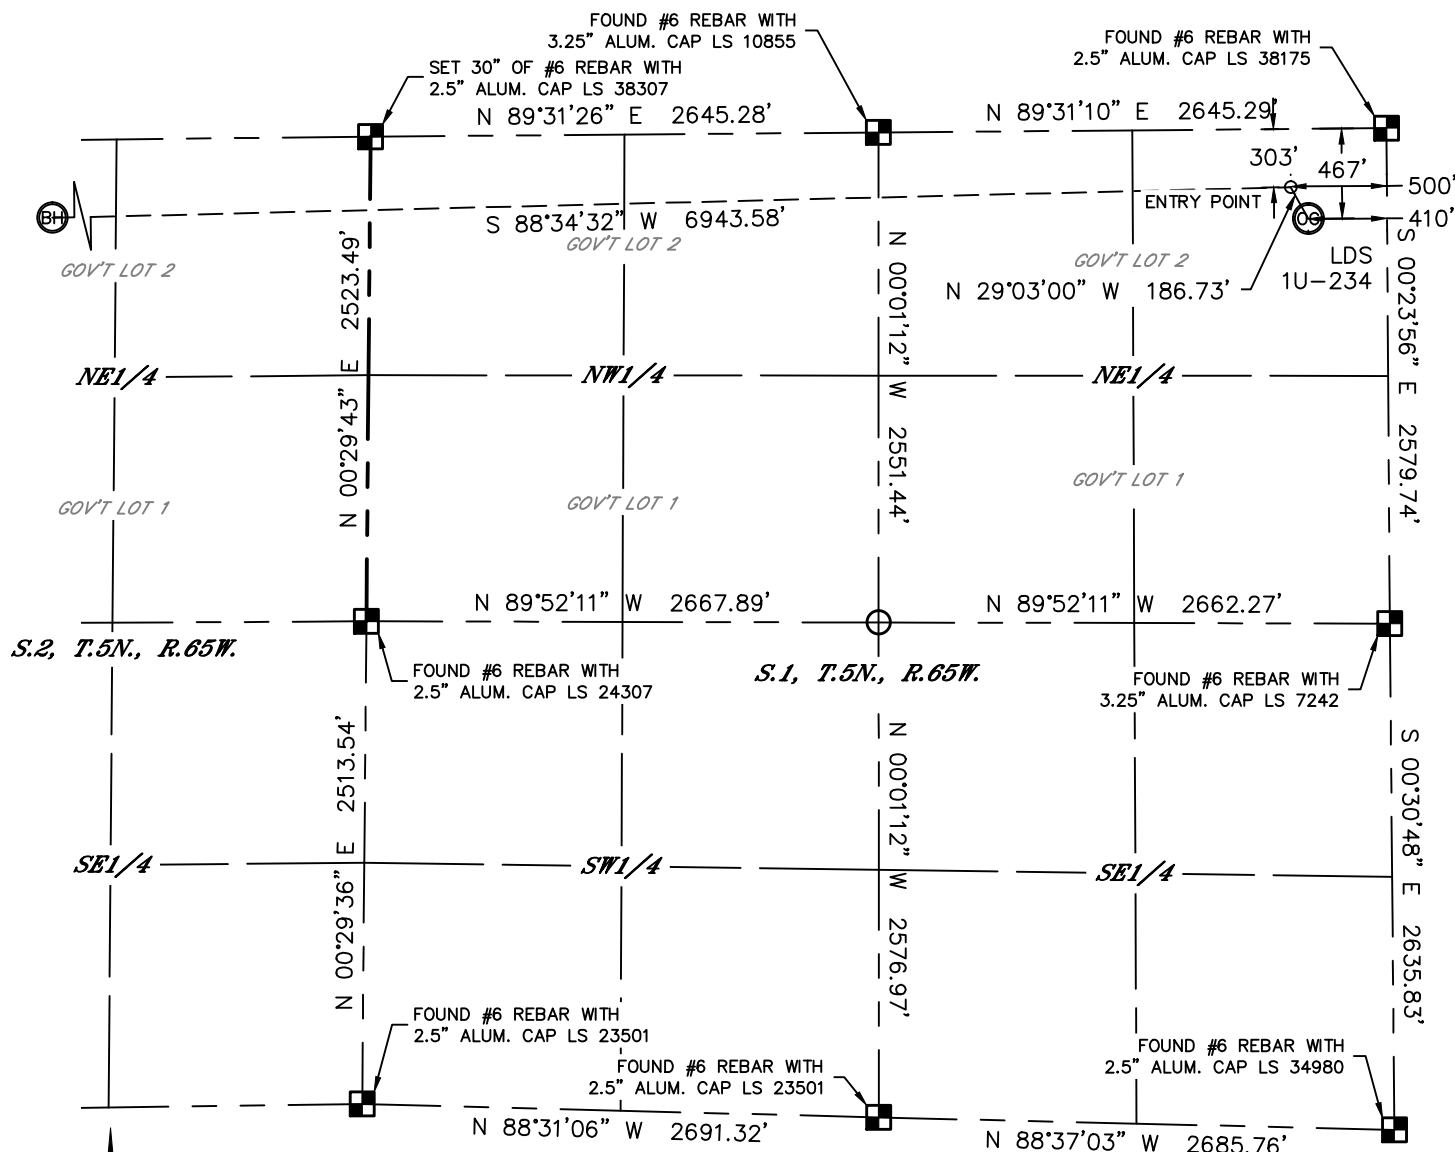 FOUND #6 REBAR WITH
3.25" ALUM. CAP LS 10855
FOUND #6 REBAR WITH
2.5" ALUM. CAP LS 38175
SET 30" OF #6 REBAR WITH
2.5" ALUM. CAP LS 38307
N 89°31'26" E 2645.28'
N 89°31'10" E 2645.29'
303'
467'
500'
ENTRY POINT
410'
BH
S 88°34'32" W 6943.58'
OG
LDS
1U-234
N 29°03'00" W 186.73'
GOV'T LOT 2
GOV'T LOT 2
GOV'T LOT 2
N 00°29'43" E 2523.49'
N 00°01'12" W 2551.44'
S 00°23'56" E 2579.74'
NE1/4
NW1/4
NE1/4
GOV'T LOT 1
GOV'T LOT 1
GOV'T LOT 1
N 89°52'11" W 2667.89'
N 89°52'11" W 2662.27'
S.2, T.5N., R.65W.
S.1, T.5N., R.65W.
FOUND #6 REBAR WITH
2.5" ALUM. CAP LS 24307
FOUND #6 REBAR WITH
3.25" ALUM. CAP LS 7242
N 00°29'36" E 2513.54'
N 00°01'12" W 2576.97'
S 00°30'48" E 2635.83'
SE1/4
SW1/4
SE1/4
FOUND #6 REBAR WITH
2.5" ALUM. CAP LS 23501
FOUND #6 REBAR WITH
2.5" ALUM. CAP LS 23501
FOUND #6 REBAR WITH
2.5" ALUM. CAP LS 34980
N 88°31'06" W 2691.32'
N 88°37'03" W 2685.76'